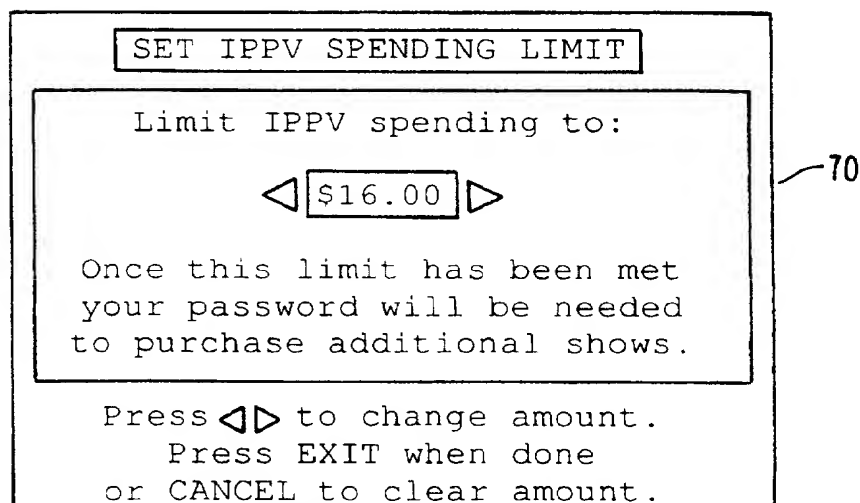 SET IPPV SPENDING LIMIT
Limit IPPV spending to:
◁ $16.00 ▷
70
Once this limit has been met
your password will be needed
to purchase additional shows.
Press ◁▷ to change amount.
Press EXIT when done
or CANCEL to clear amount.